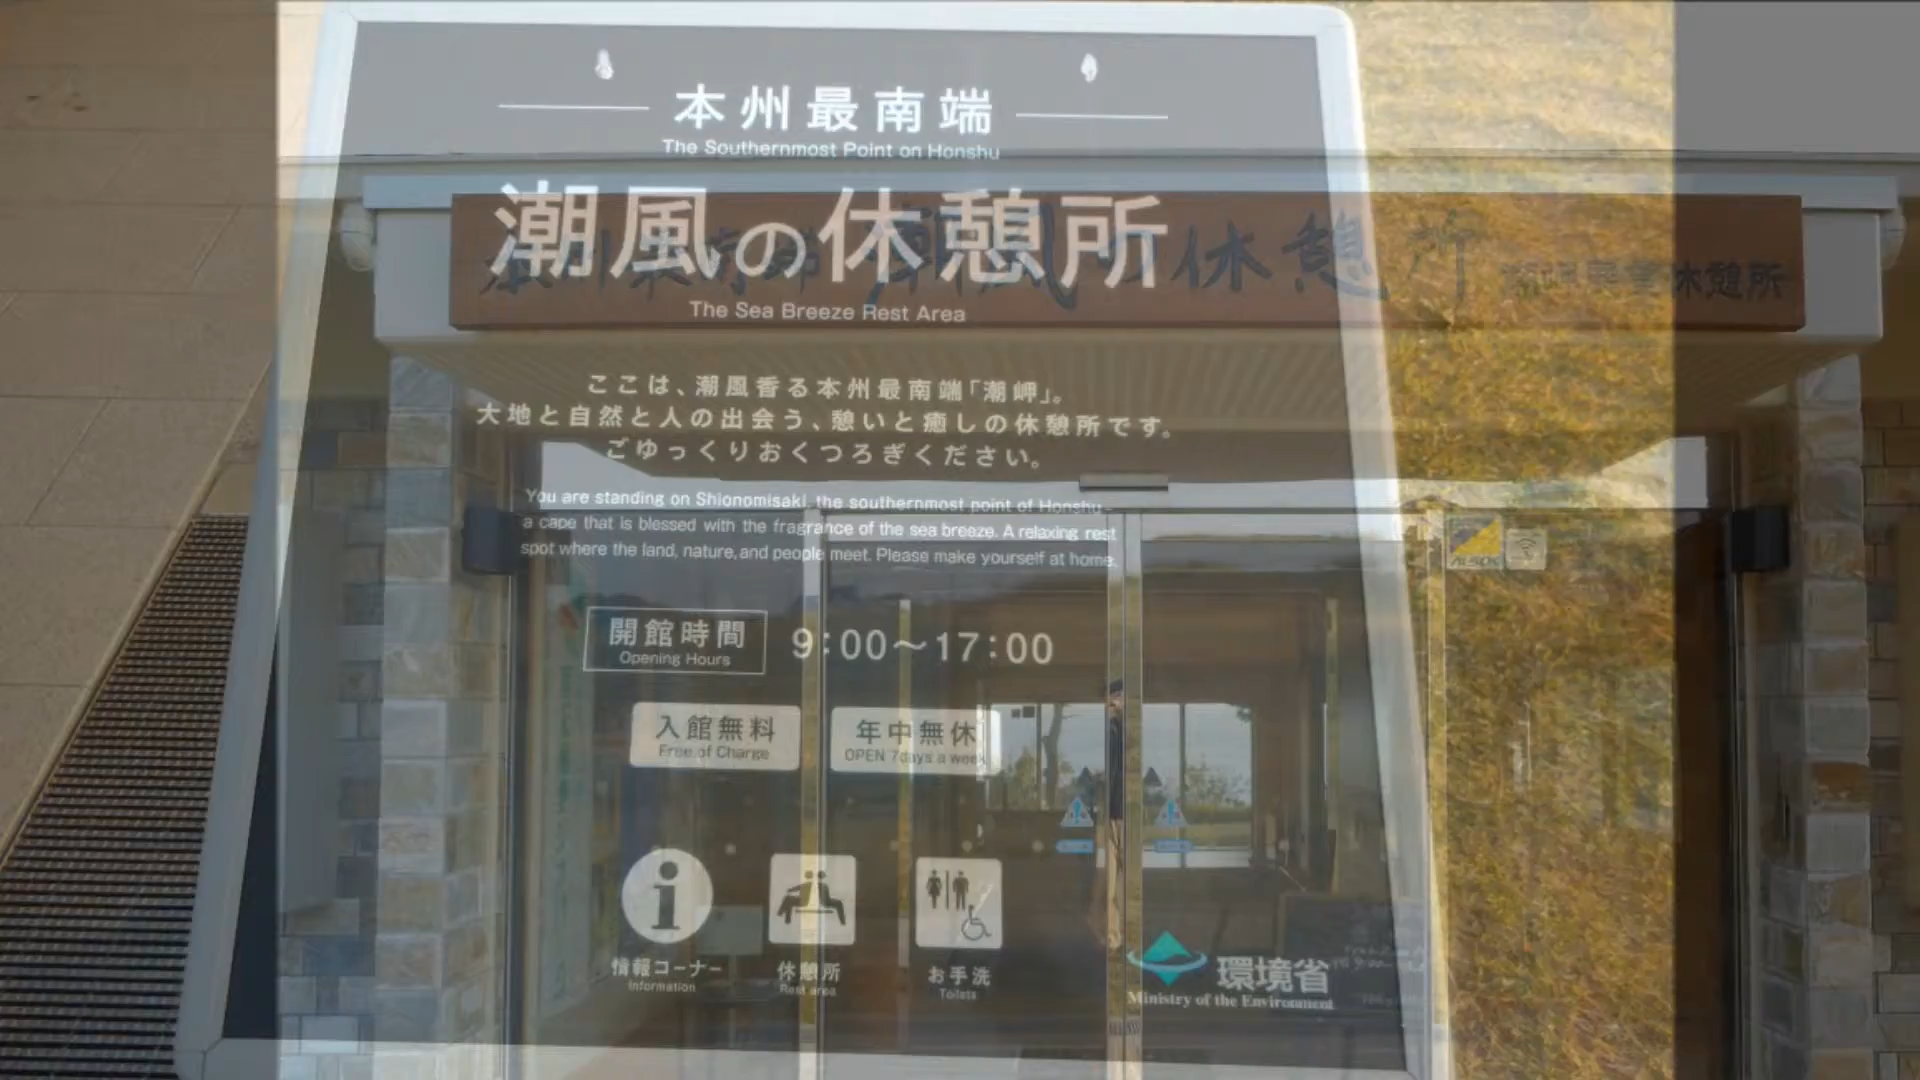 本州最南端
The Southernmost Point on Honshu
潮風の休憩所
の休憩所
休憩所
The Sea Breeze Rest Area
ここは、潮風香る本州最南端「潮岬」。
大地と自然と人の出会う、憩いと癒しの休憩所です。
ごゆっくりおくつろぎください。
You are standing on Shionomisaki, the southernmost point of Honshu -
a cape that is blessed with the fragrance of the sea breeze. A relaxing rest
spot where the land, nature, and people meet. Please make yourself at home.
ALSOK
開館時間 9:00～17:00
Opening Hours
入館無料 年中無休
Free of Charge OPEN 7days a week
情報コーナー 休憩所 お手洗
Information Rest area Toilets
環境省
Ministry of the Environment